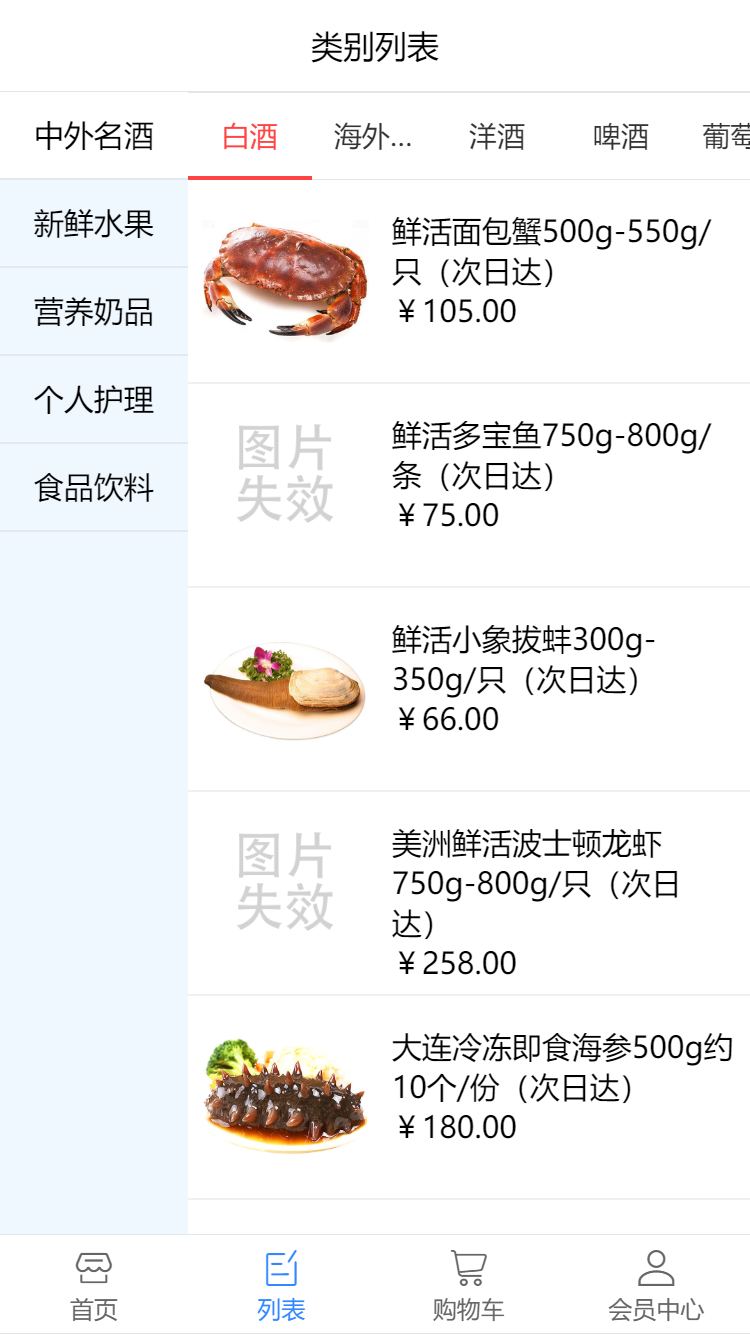 类别列表
中外名酒
新鲜水果
营养奶品
个人护理
食品饮料
白酒 海外... 洋酒 啤酒 葡萄
鲜活面包蟹500g-550g/
只（次日达）
￥105.00
图片
失效
鲜活多宝鱼750g-800g/
条（次日达）
￥75.00
鲜活小象拔蚌300g-
350g/只（次日达）
￥66.00
图片
失效
美洲鲜活波士顿龙虾
750g-800g/只（次日
达）
￥258.00
大连冷冻即食海参500g约
10个/份（次日达）
￥180.00
首页 列表 购物车 会员中心